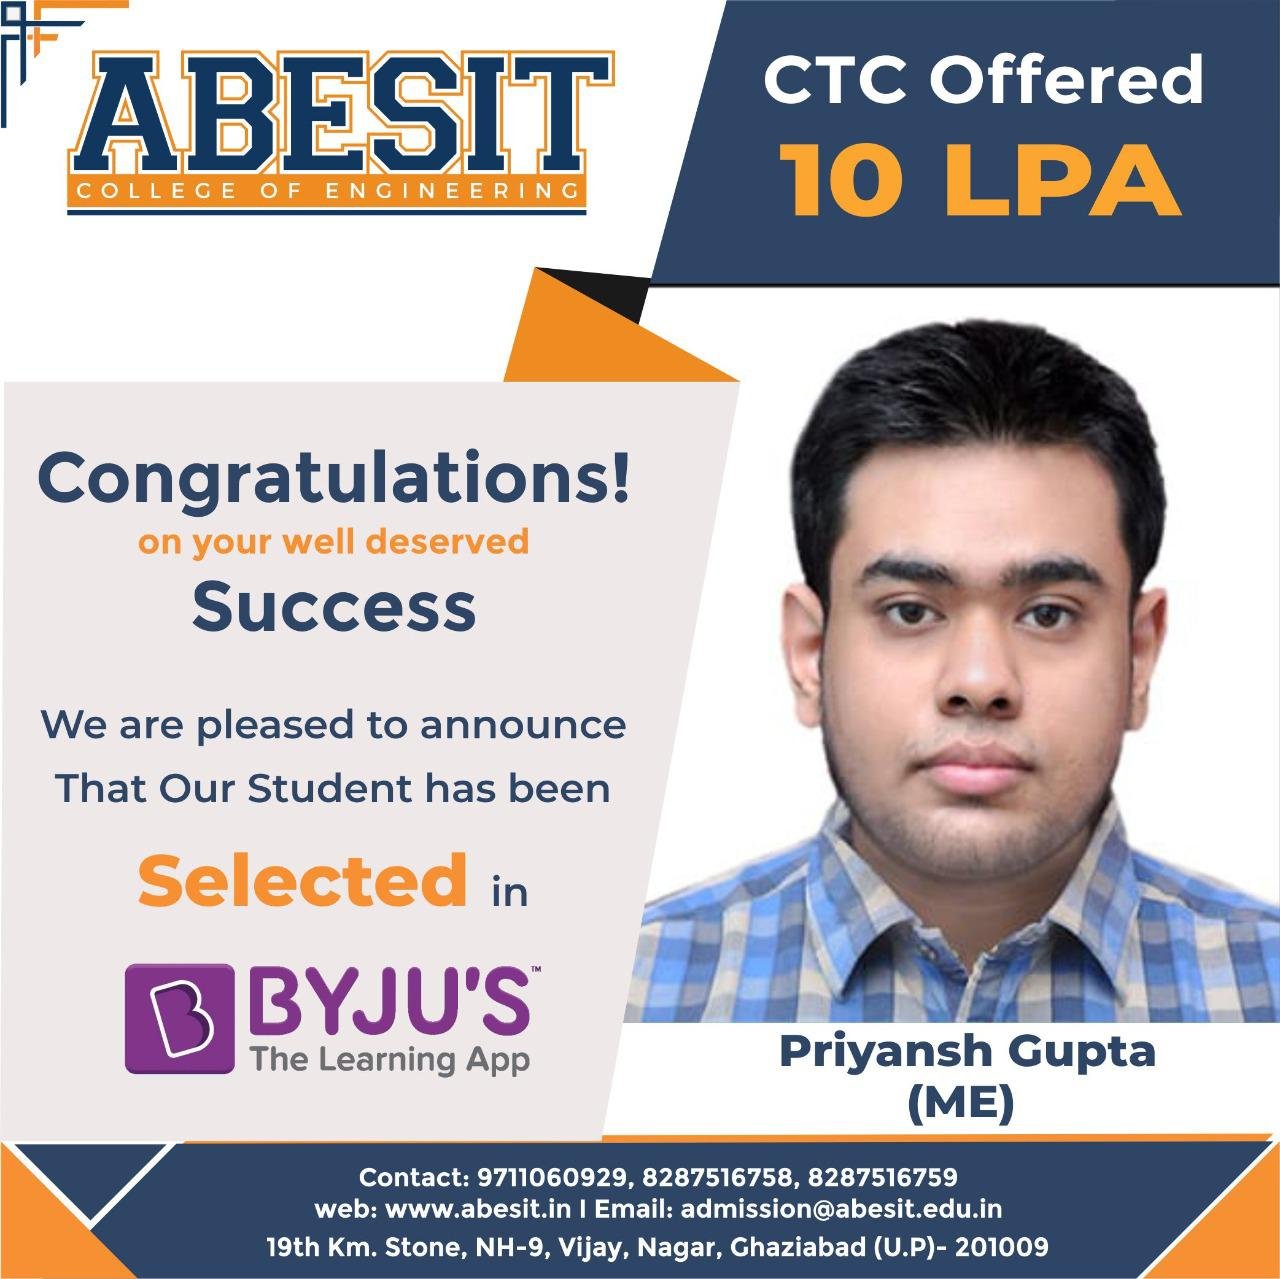 ABESIT
COLLEGE OF ENGINEERING
CTC Offered
10 LPA
Congratulations!
on your well deserved
Success
We are pleased to announce
That Our Student has been
Selected in
B BYJU'S™
The Learning App
Priyansh Gupta
(ME)
Contact: 9711060929, 8287516758, 8287516759
web: www.abesit.in I Email: admission@abesit.edu.in
19th Km. Stone, NH-9, Vijay, Nagar, Ghaziabad (U.P)- 201009